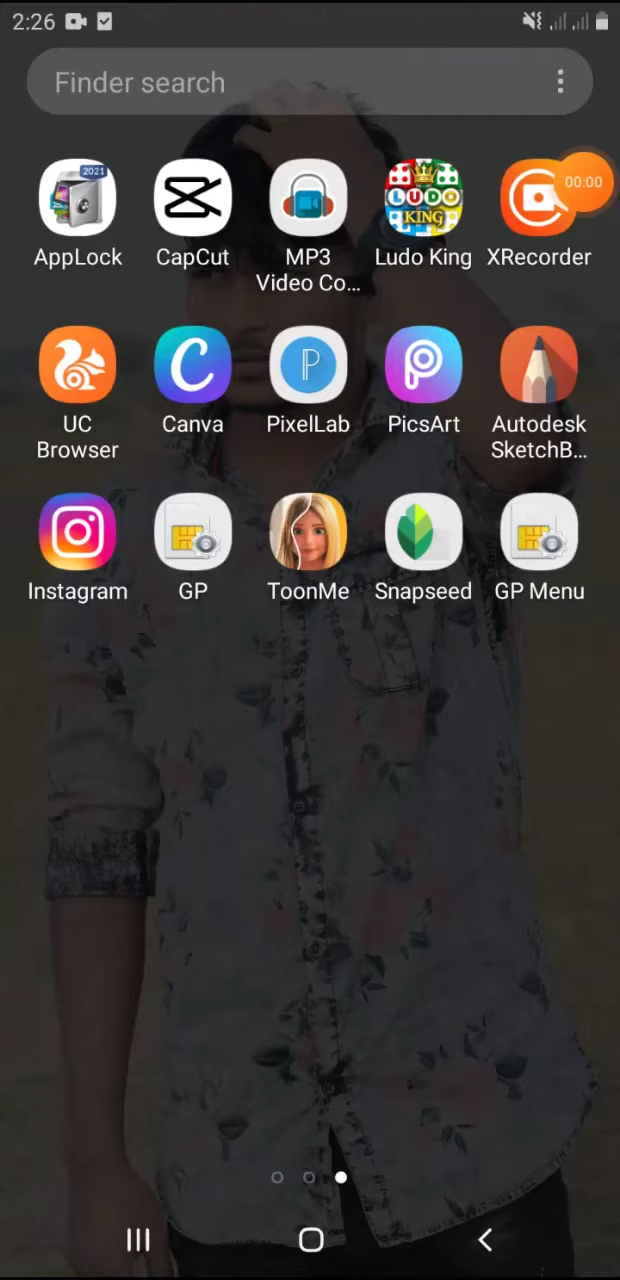 2:26
Finder search
00:00
2021
LUDO
KING
AppLock
CapCut
MP3
Video Co...
Ludo King
XRecorder
UC
Browser
Canva
PixelLab
PicsArt
Autodesk
SketchB...
Instagram
GP
ToonMe
Snapseed
GP Menu